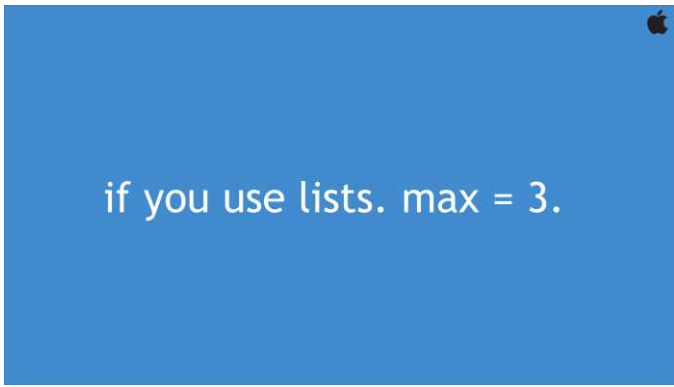 if you use lists. max = 3.